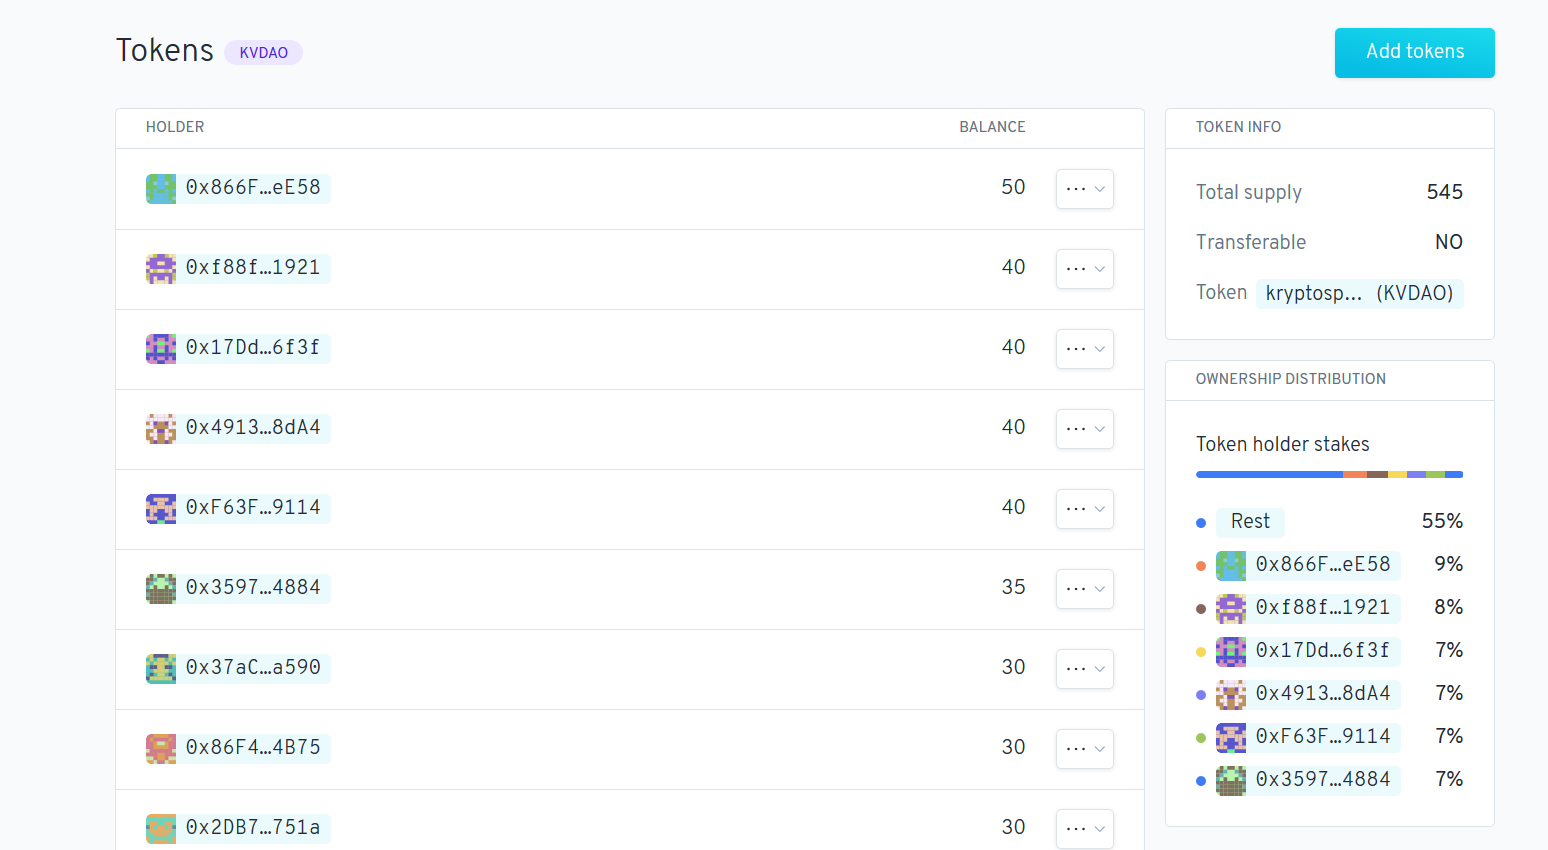 Tokens KVDAO
Add tokens
HOLDER BALANCE
0x866F…eE58 50
0xf88f…1921 40
0x17Dd…6f3f 40
0x4913…8dA4 40
0xF63F…9114 40
0x3597…4884 35
0x37aC…a590 30
0x86F4…4B75 30
0x2DB7…751a 30
TOKEN INFO
Total supply 545
Transferable NO
Token kryptosp... (KVDAO)
OWNERSHIP DISTRIBUTION
Token holder stakes
Rest 55%
0x866F…eE58 9%
0xf88f…1921 8%
0x17Dd…6f3f 7%
0x4913…8dA4 7%
0xF63F…9114 7%
0x3597…4884 7%